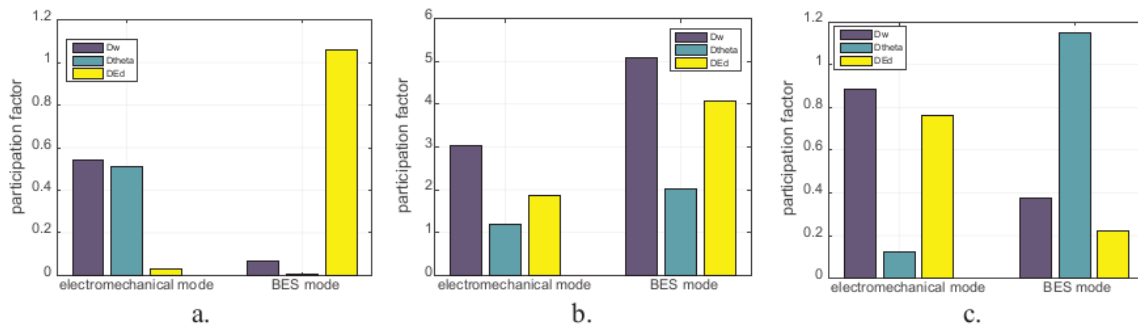 participation factor
1.2
1
0.8
0.6
0.4
0.2
0
Dw
Dtheta
DEd
electromechanical mode
BES mode
a.
participation factor
6
5
4
3
2
1
0
Dw
Dtheta
DEd
electromechanical mode
BES mode
b.
participation factor
1.2
1
0.8
0.6
0.4
0.2
0
Dw
Dtheta
DEd
electromechanical mode
BES mode
c.